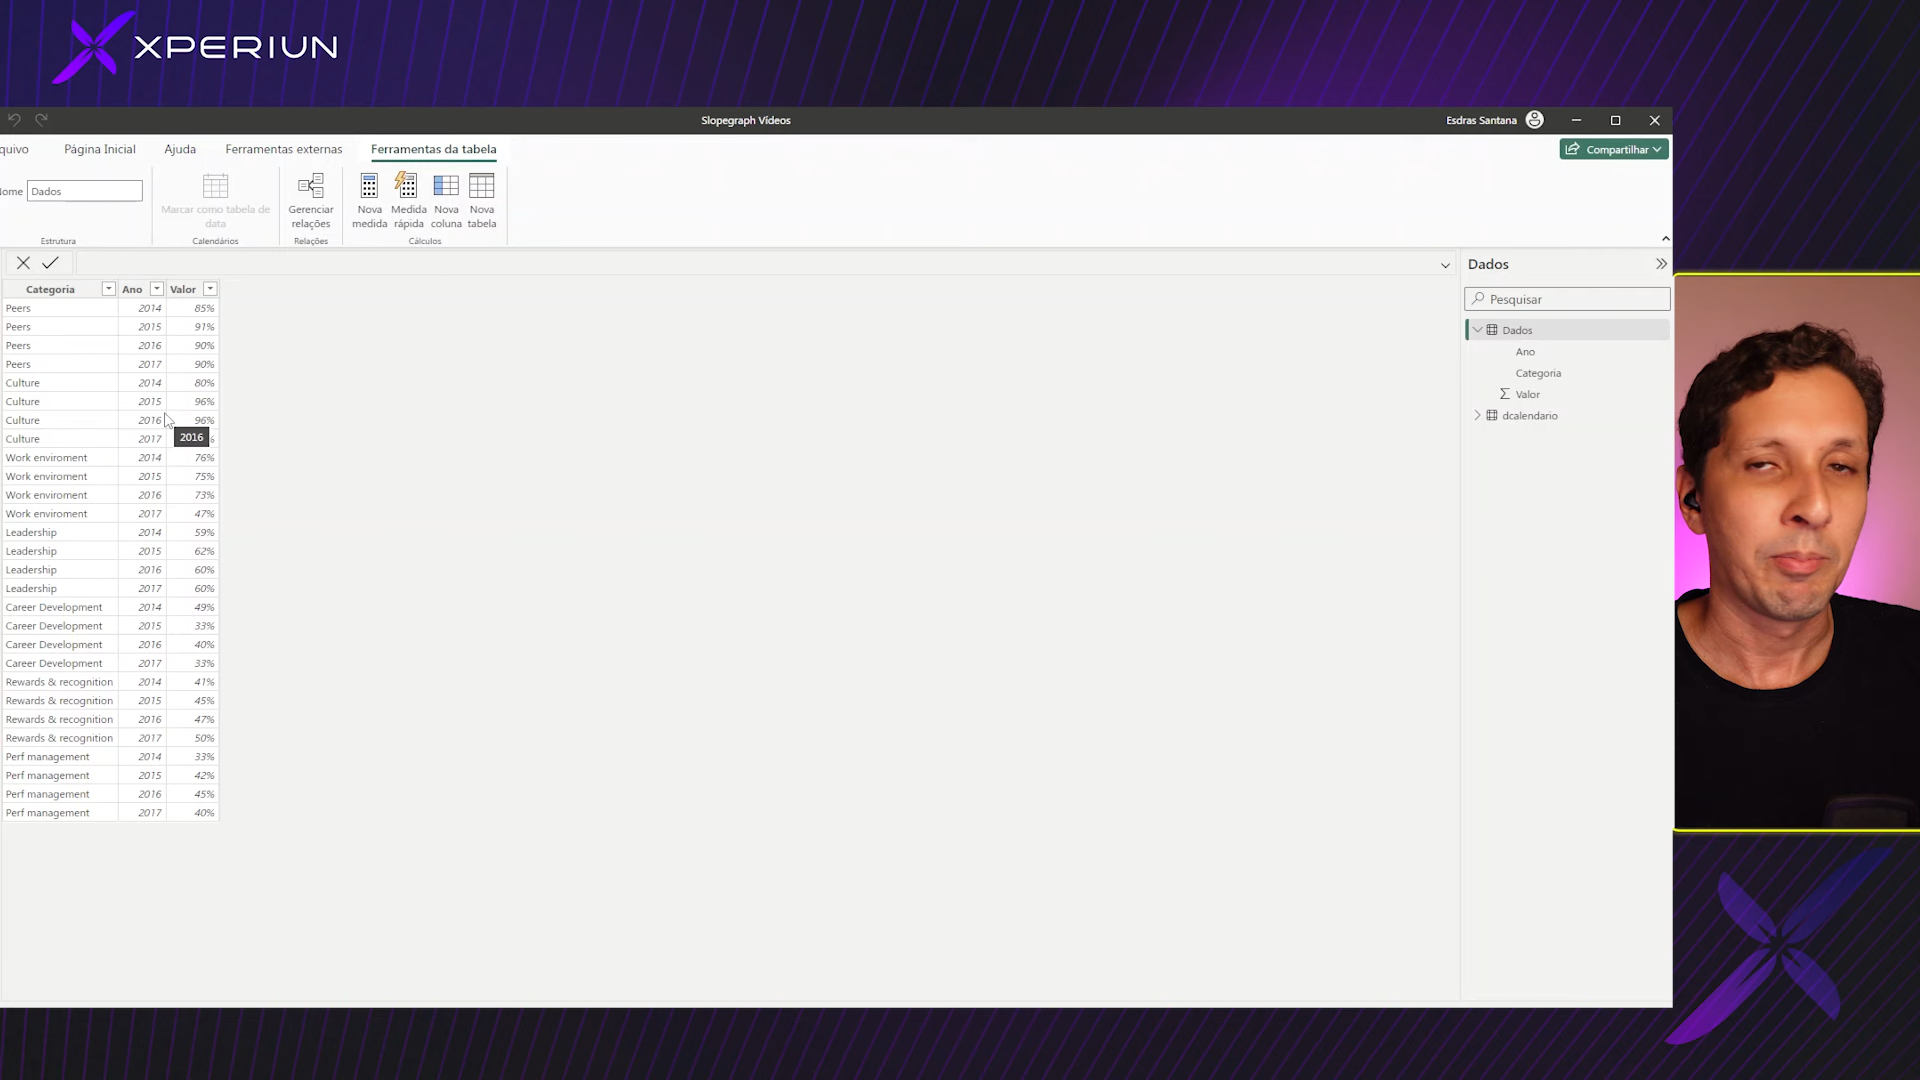 XPERIUN
Slopegraph Vídeos
Esdras Santana
quivo
Página Inicial
Ajuda
Ferramentas externas
Ferramentas da tabela
Compartilhar
Nome
Dados
Marcar como tabela de
data
Gerenciar
relações
Nova
medida
Medida
rápida
Nova
coluna
Nova
tabela
Estrutura
Calendários
Relações
Cálculos
Categoria Ano Valor
Peers 2014 85%
Peers 2015 91%
Peers 2016 90%
Peers 2017 90%
Culture 2014 80%
Culture 2015 96%
Culture 2016 96%
Culture 2017
2016
Work enviroment 2014 76%
Work enviroment 2015 75%
Work enviroment 2016 73%
Work enviroment 2017 47%
Leadership 2014 59%
Leadership 2015 62%
Leadership 2016 60%
Leadership 2017 60%
Career Development 2014 49%
Career Development 2015 33%
Career Development 2016 40%
Career Development 2017 33%
Rewards & recognition 2014 41%
Rewards & recognition 2015 45%
Rewards & recognition 2016 47%
Rewards & recognition 2017 50%
Perf management 2014 33%
Perf management 2015 42%
Perf management 2016 45%
Perf management 2017 40%
Dados
Pesquisar
Dados
Ano
Categoria
Valor
dcalendario